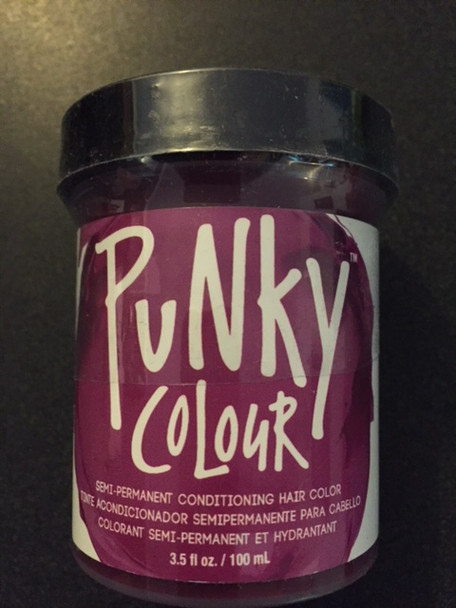 PUNKY™
COLOUR
SEMI-PERMANENT CONDITIONING HAIR COLOR
TINTE ACONDICIONADOR SEMIPERMANENTE PARA CABELLO
COLORANT SEMI-PERMANENT ET HYDRANTANT
3.5 fl oz. / 100 mL